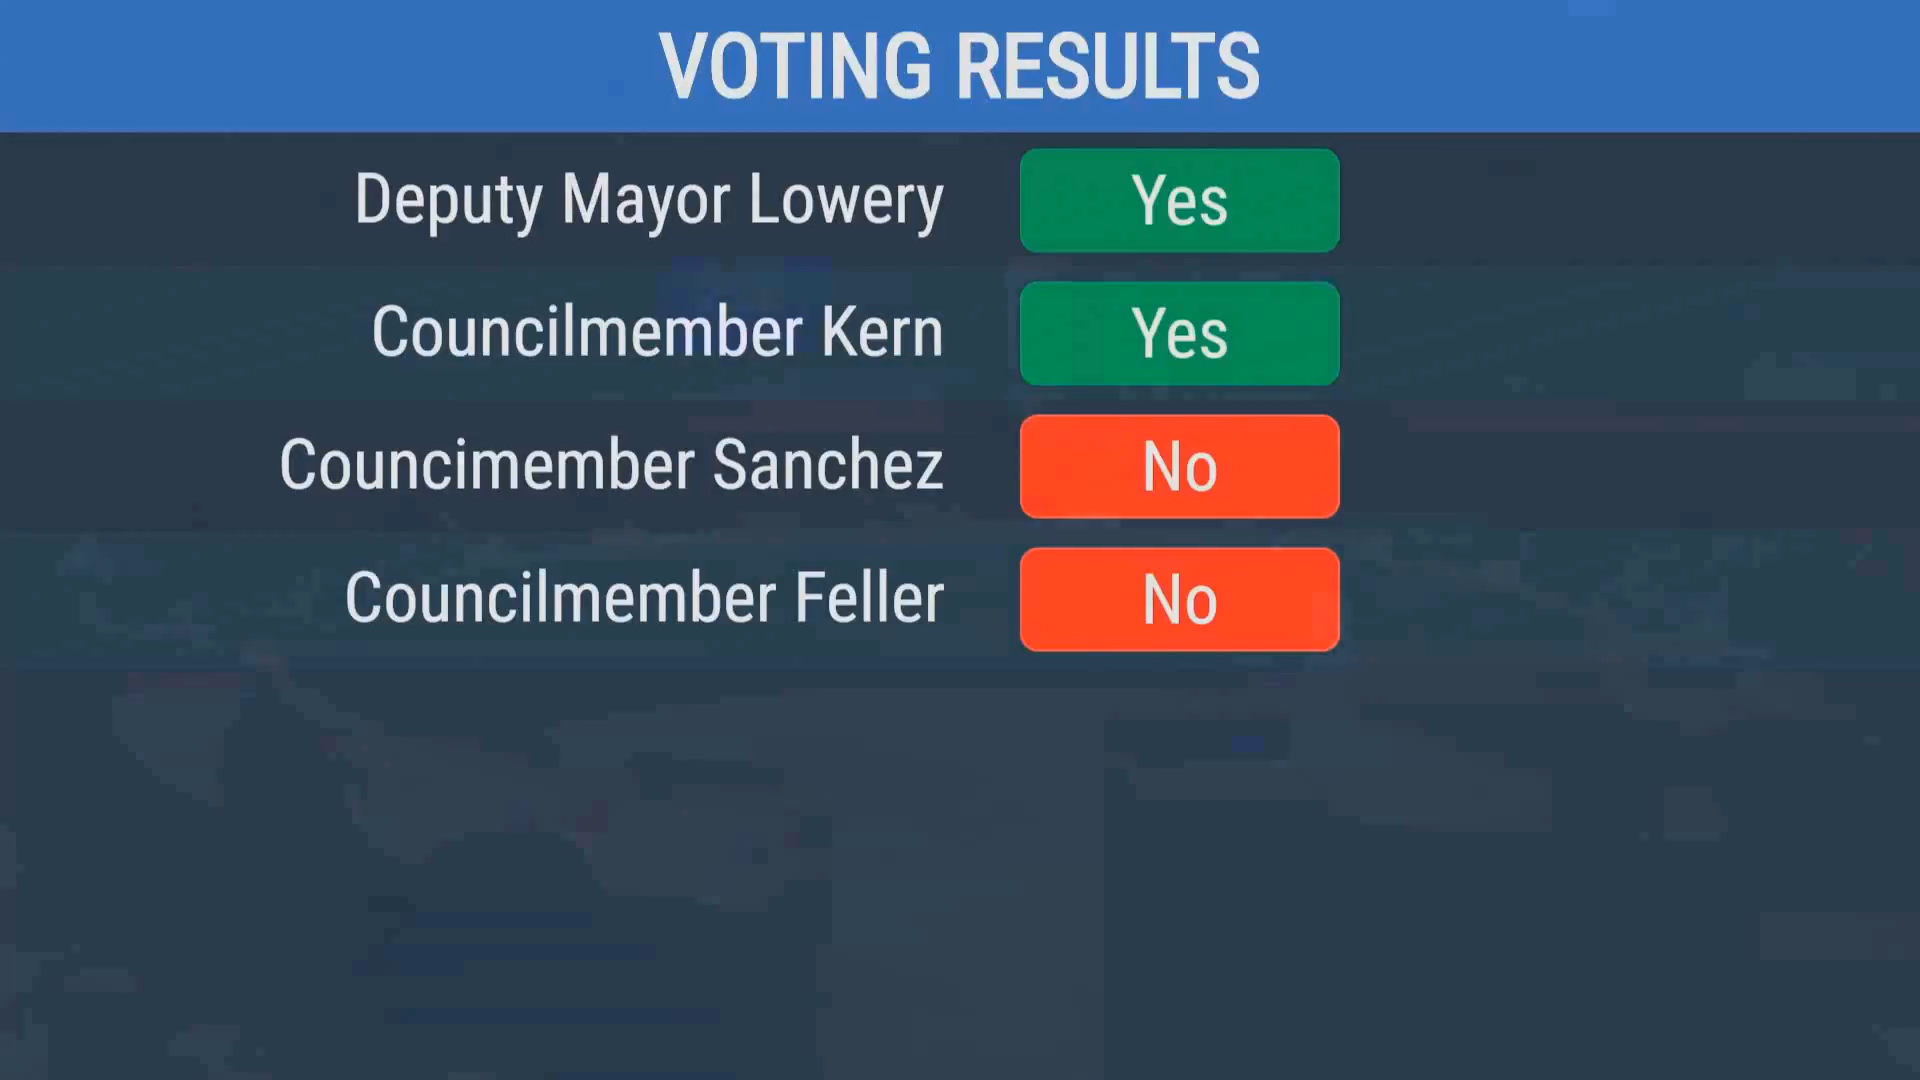 VOTING RESULTS
Deputy Mayor Lowery Yes
Councilmember Kern Yes
Councimember Sanchez No
Councilmember Feller No